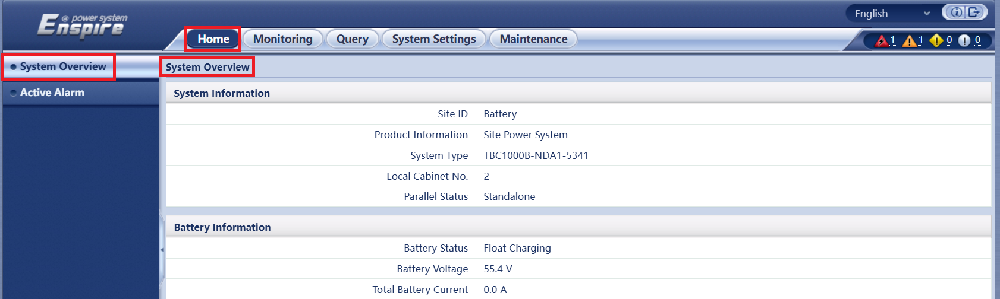 @ power system
Enspire
English
Home Monitoring Query System Settings Maintenance
1 1 0 0
System Overview
Active Alarm
System Overview
System Information
Site ID Battery
Product Information Site Power System
System Type TBC1000B-NDA1-5341
Local Cabinet No. 2
Parallel Status Standalone
Battery Information
Battery Status Float Charging
Battery Voltage 55.4 V
Total Battery Current 0.0 A